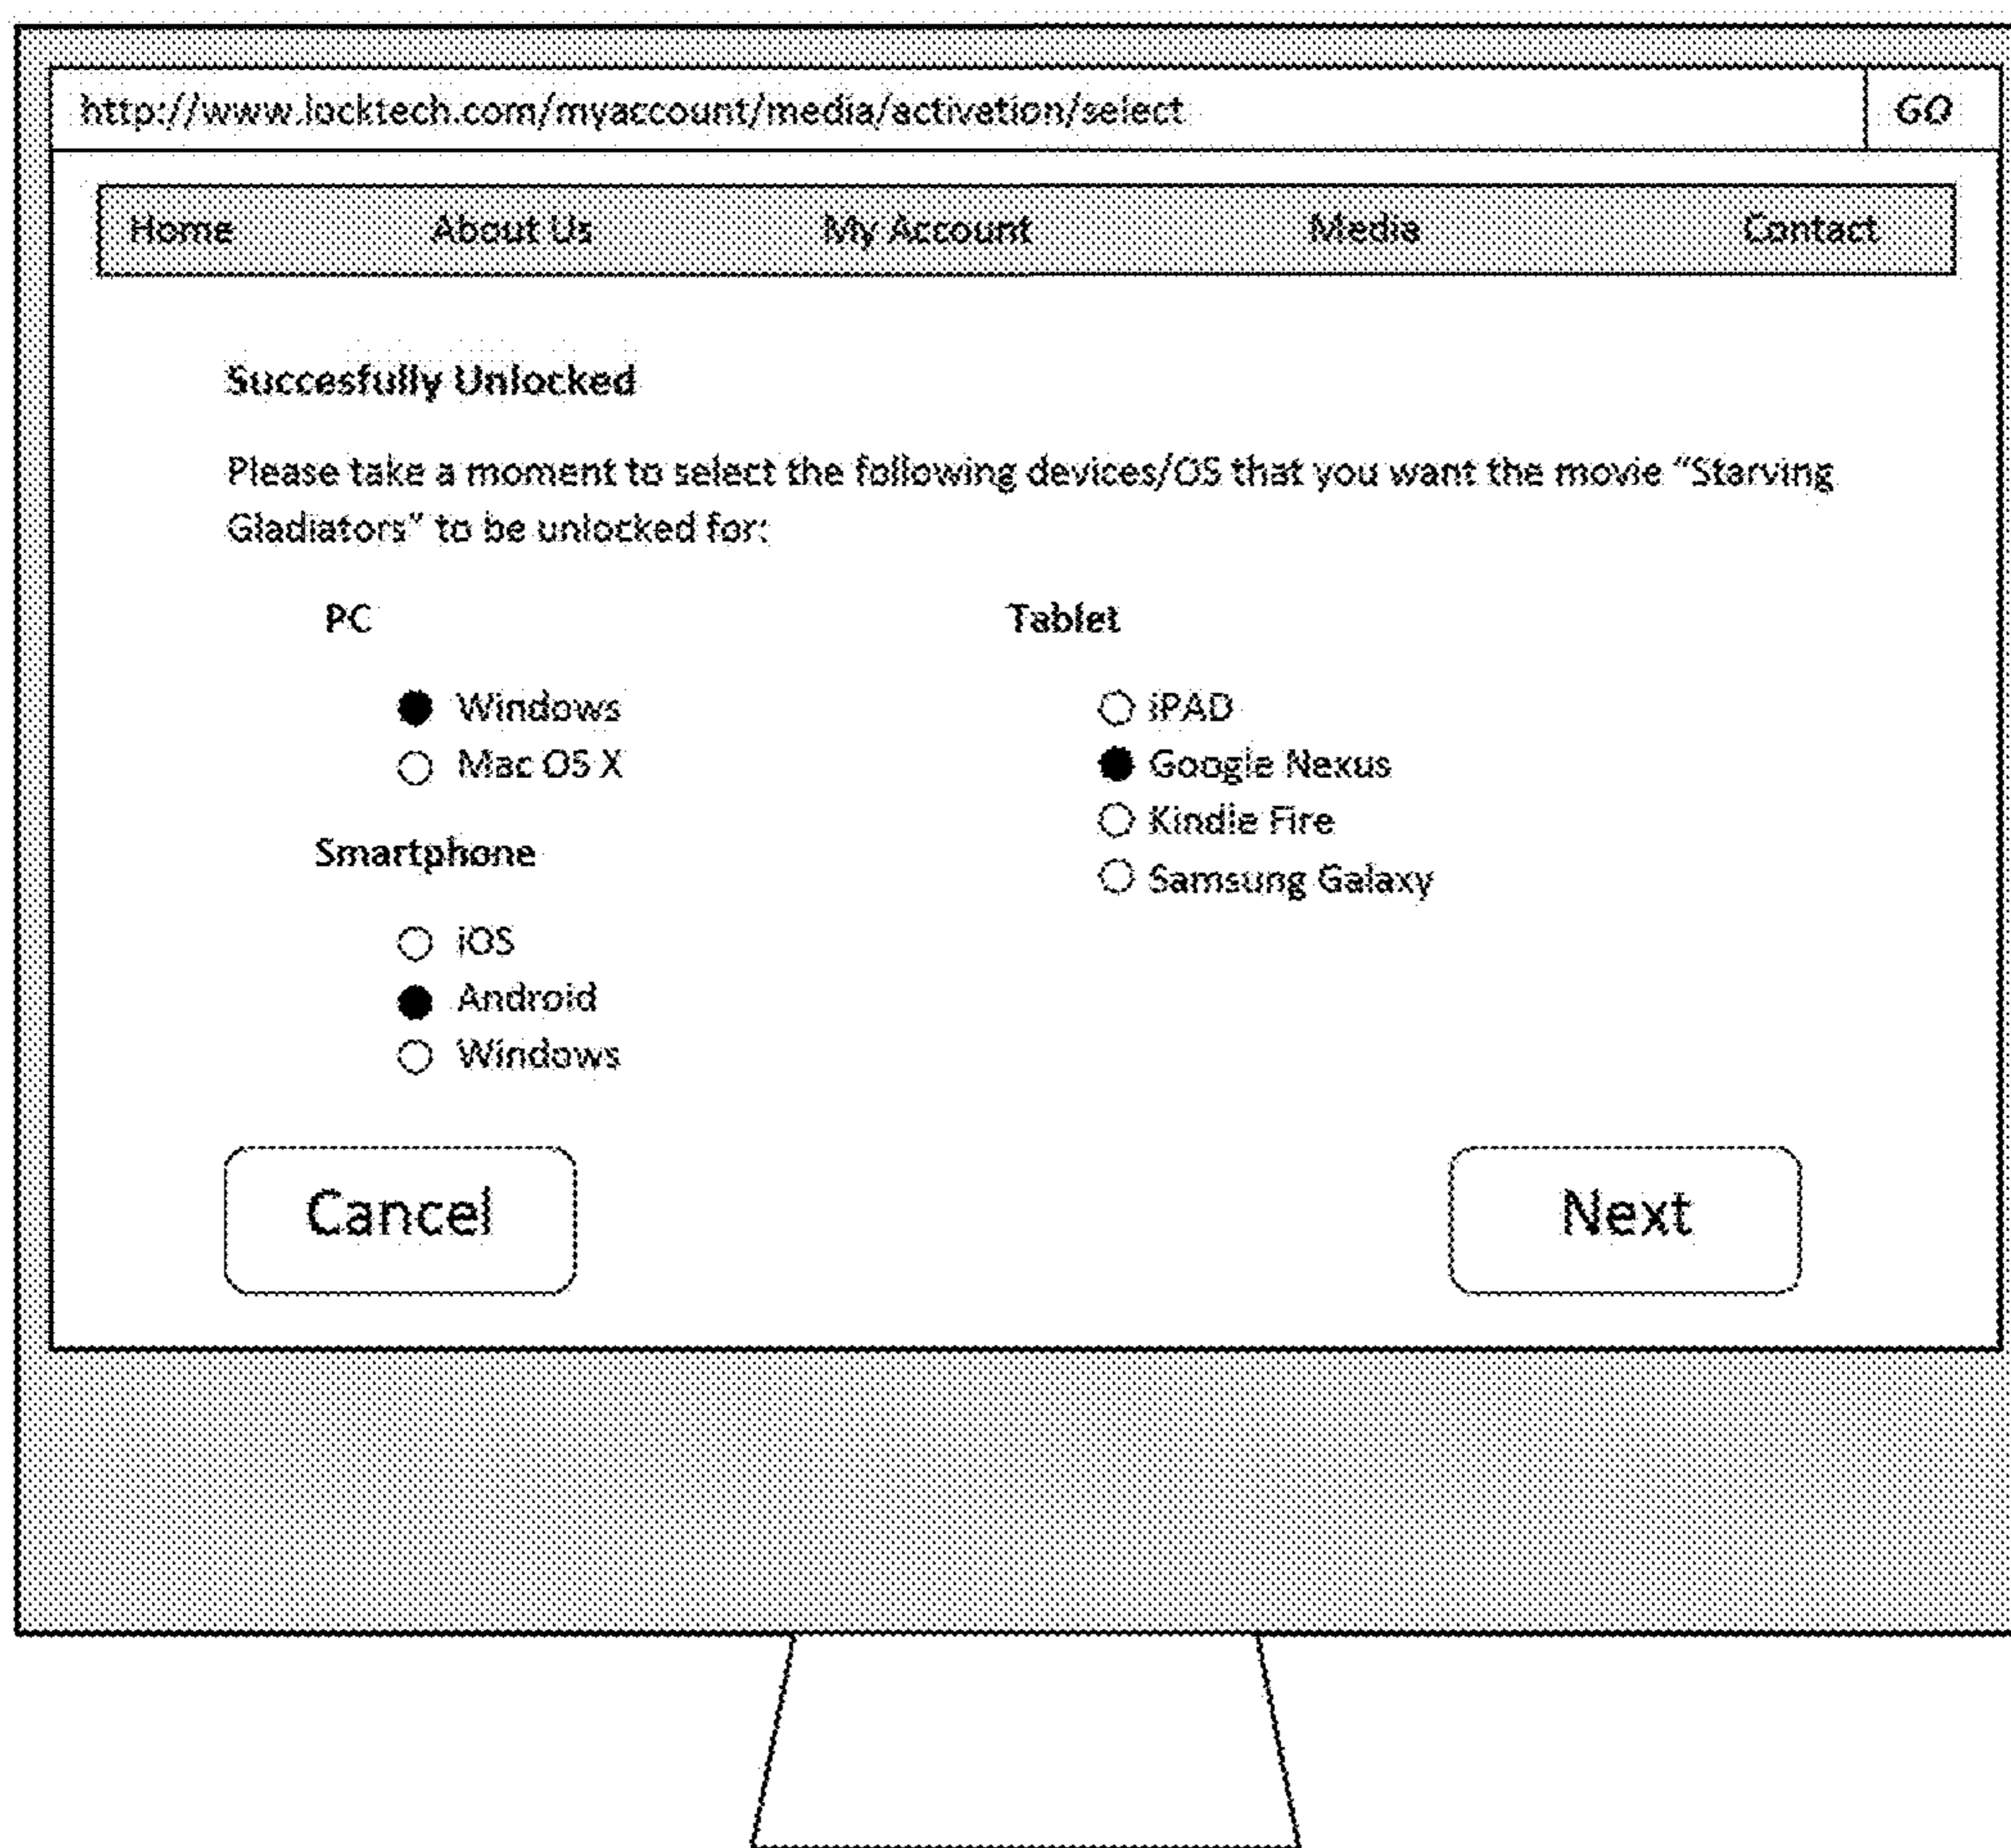 http://www.locktech.com/myaccount/media/activation/select GO
Home About Us My Account Media Contact
Succesfully Unlocked
Please take a moment to select the following devices/OS that you want the movie “Starving
Gladiators” to be unlocked for:
PC
Windows
Mac OS X
Smartphone
iOS
Android
Windows
Tablet
iPAD
Google Nexus
Kindle Fire
Samsung Galaxy
Cancel Next